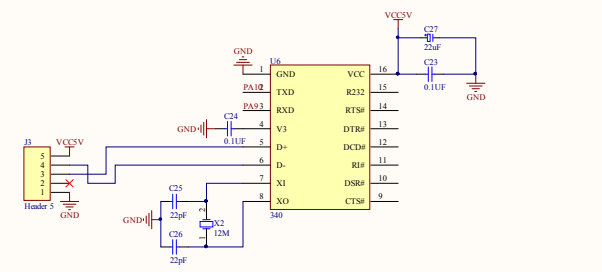 VCC5V
C27
22uF
C23
0.1UF
GND
GND
U6
1 GND VCC 16
PA10 2 TXD R232 15
PA9 3 RXD RTS# 14
4 V3 DTR# 13
5 D+ DCD# 12
6 D- RI# 11
7 XI DSR# 10
8 XO CTS# 9
340
C24
GND
0.1UF
J3
VCC5V
5
4
3
2
1
Header 5
GND
C25
22pF
GND
2
X2
12M
1
C26
22pF